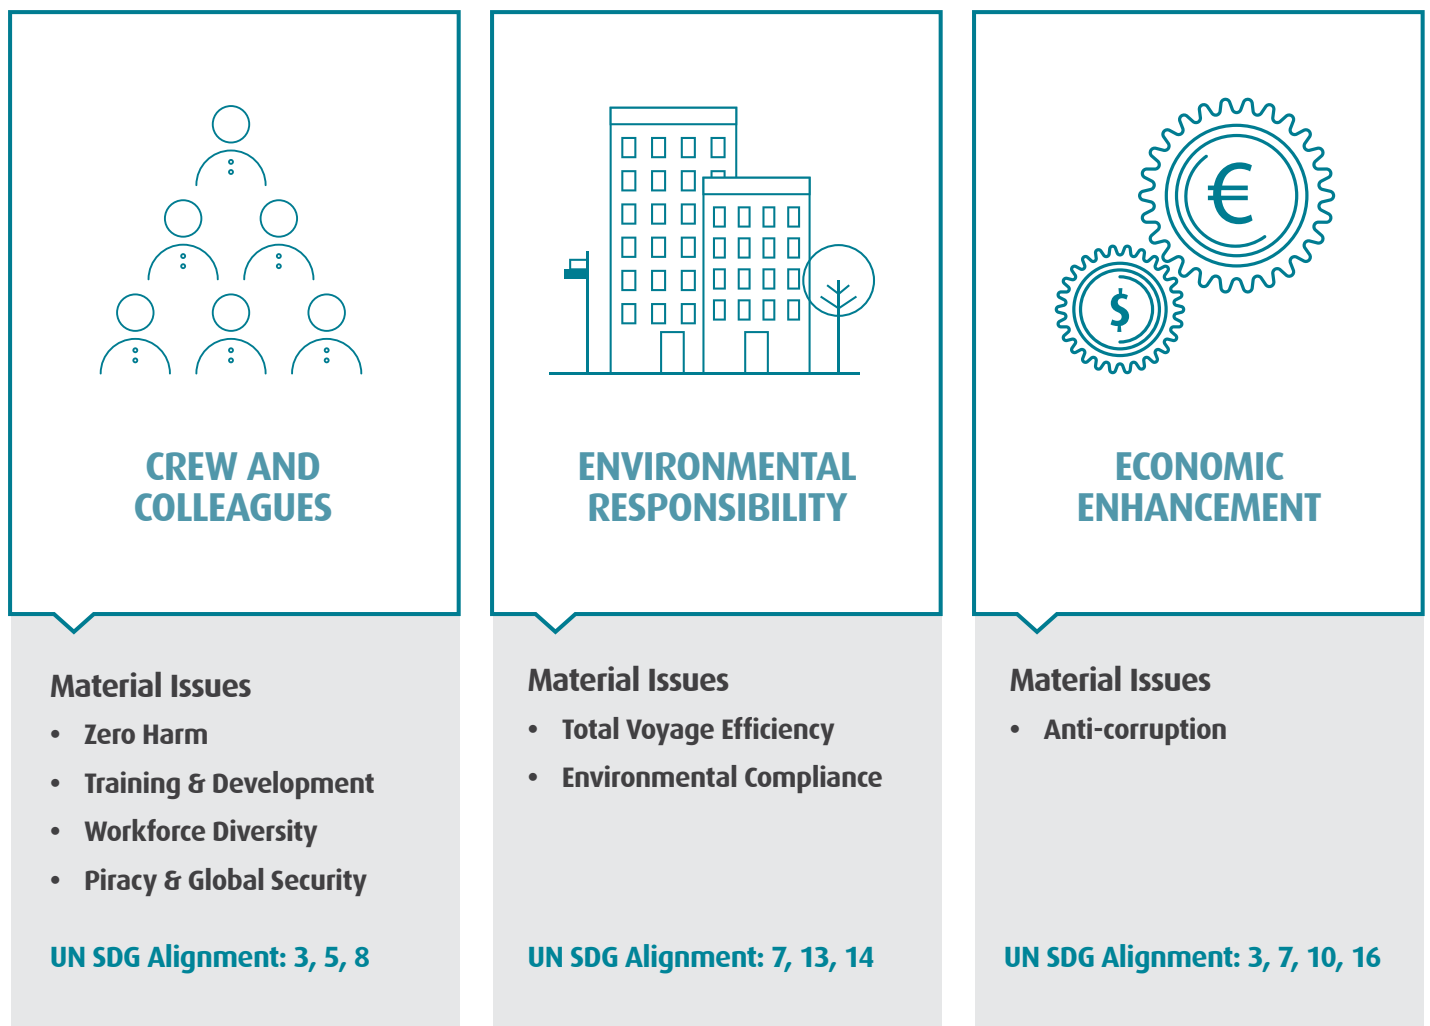 CREW AND
COLLEAGUES
Material Issues
• Zero Harm
• Training & Development
• Workforce Diversity
• Piracy & Global Security
UN SDG Alignment: 3, 5, 8
ENVIRONMENTAL
RESPONSIBILITY
Material Issues
• Total Voyage Efficiency
• Environmental Compliance
UN SDG Alignment: 7, 13, 14
€
$
ECONOMIC
ENHANCEMENT
Material Issues
• Anti-corruption
UN SDG Alignment: 3, 7, 10, 16